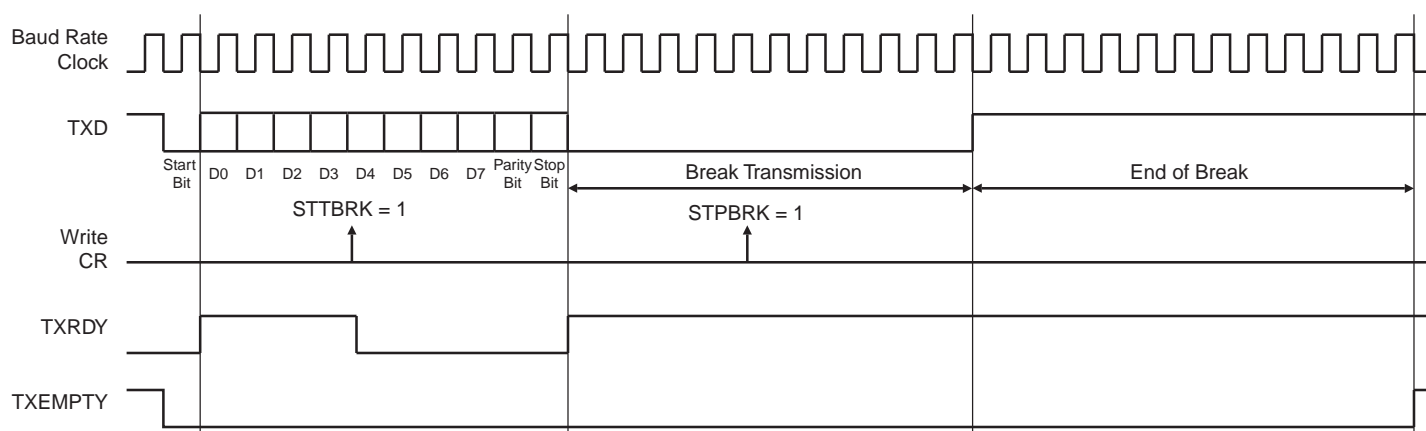 Baud Rate
Clock
TXD
Start
Bit
D0
D1
D2
D3
D4
D5
D6
D7
Parity
Bit
Stop
Bit
Break Transmission
End of Break
STTBRK = 1
STPBRK = 1
Write
CR
TXRDY
TXEMPTY